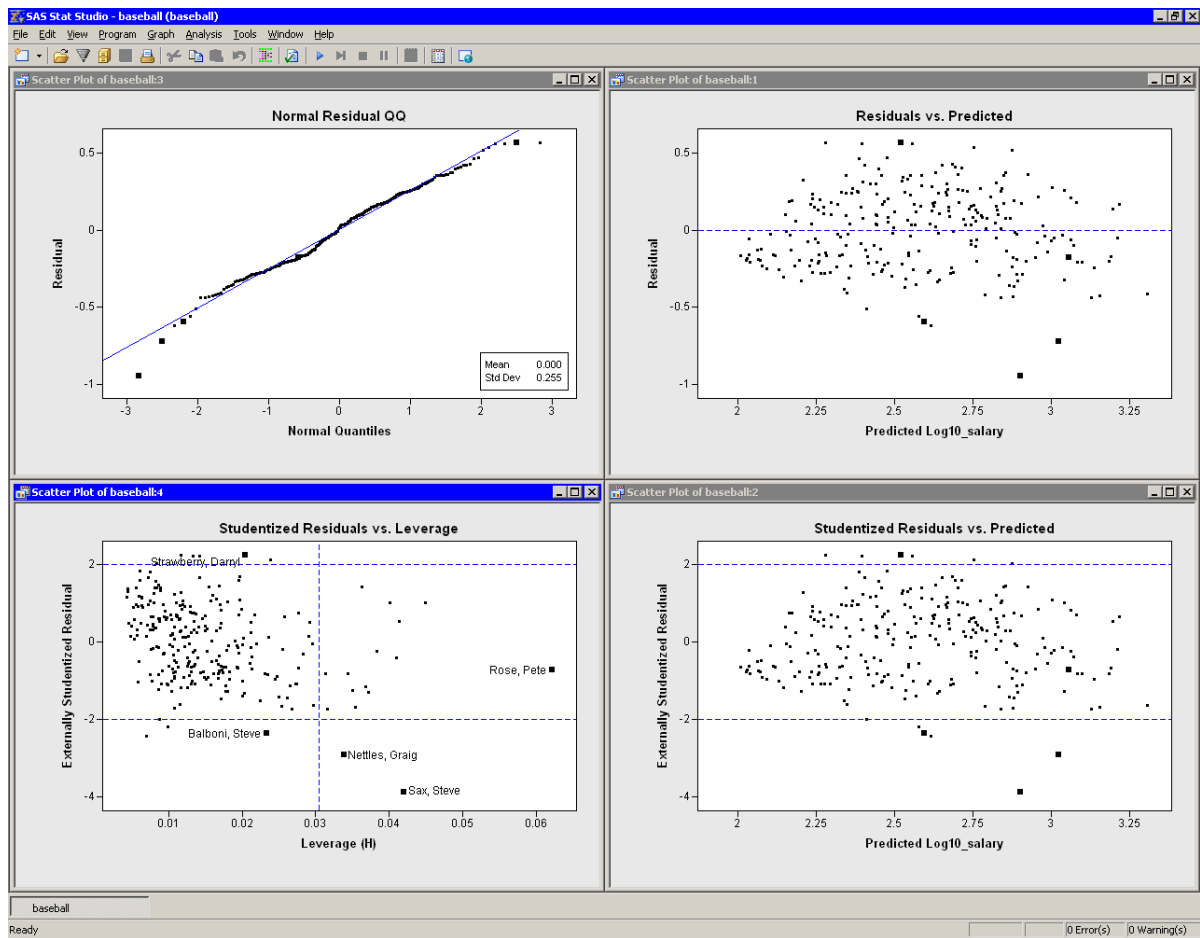 SAS Stat Studio - baseball (baseball)
File Edit View Program Graph Analysis Tools Window Help
Scatter Plot of baseball:3
Normal Residual QQ
0.5
0
-0.5
-1
Residual
Mean 0.000
Std Dev 0.255
-3 -2 -1 0 1 2 3
Normal Quantiles
Scatter Plot of baseball:1
Residuals vs. Predicted
0.5
0
-0.5
-1
Residual
2 2.25 2.5 2.75 3 3.25
Predicted Log10_salary
Scatter Plot of baseball:4
Studentized Residuals vs. Leverage
2
0
-2
-4
Externally Studentized Residual
Strawberry, Darryl
Rose, Pete
Balboni, Steve
Nettles, Graig
Sax, Steve
0.01 0.02 0.03 0.04 0.05 0.06
Leverage (H)
Scatter Plot of baseball:2
Studentized Residuals vs. Predicted
2
0
-2
-4
Externally Studentized Residual
2 2.25 2.5 2.75 3 3.25
Predicted Log10_salary
baseball
Ready
0 Error(s) 0 Warning(s)